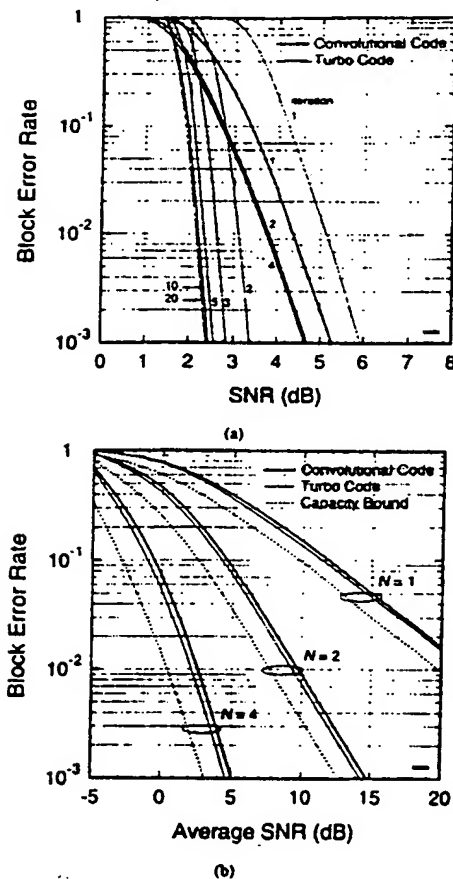 1
10⁻¹
10⁻²
10⁻³
Block Error Rate
Convolutional Code
Turbo Code
iteration
1
1
2
4
10
20
5
3
2
0 1 2 3 4 5 6 7 8
SNR (dB)
(a)
1
10⁻¹
10⁻²
10⁻³
Block Error Rate
Convolutional Code
Turbo Code
Capacity Bound
N = 1
N = 2
N = 4
-5 0 5 10 15 20
Average SNR (dB)
(b)